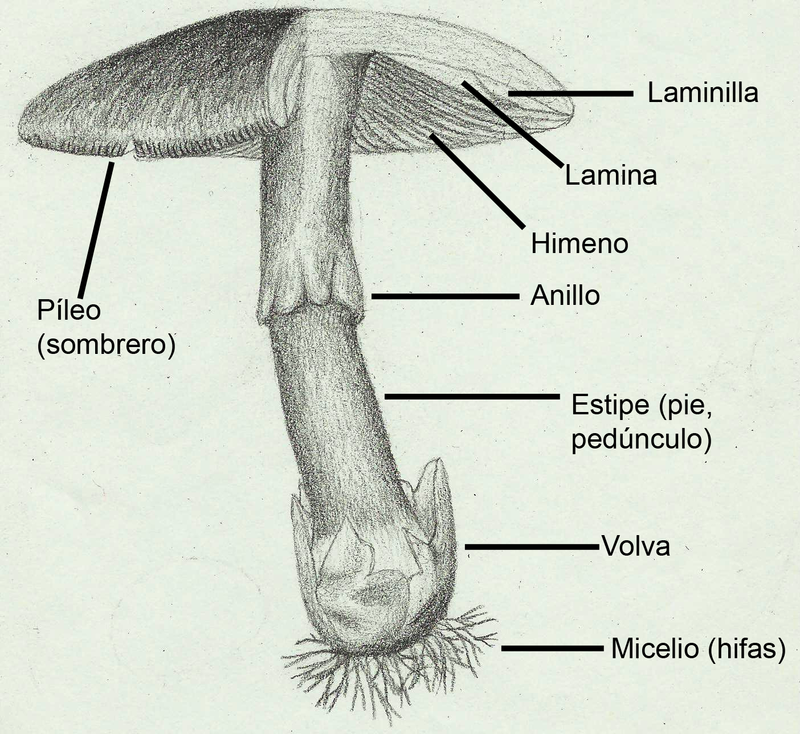 Laminilla
Lamina
Himeno
Anillo
Píleo
(sombrero)
Estipe (pie,
pedúnculo)
Volva
Micelio (hifas)